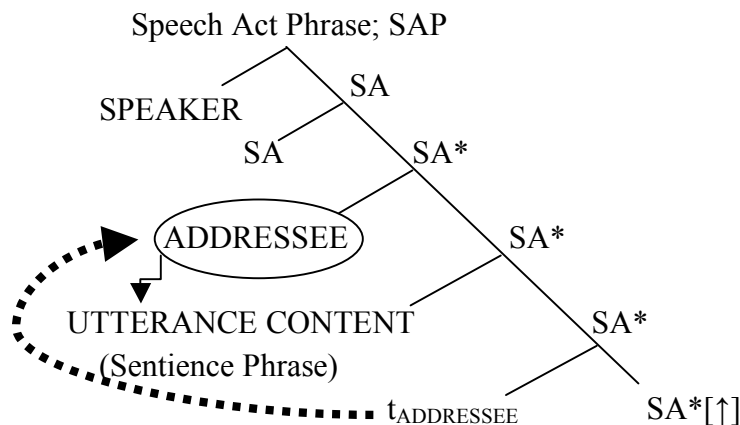 Speech Act Phrase; SAP
SA
SPEAKER
SA
SA*
ADDRESSEE
SA*
UTTERANCE CONTENT
SA*
(Sentience Phrase)
tADDRESSEE
SA*[↑]